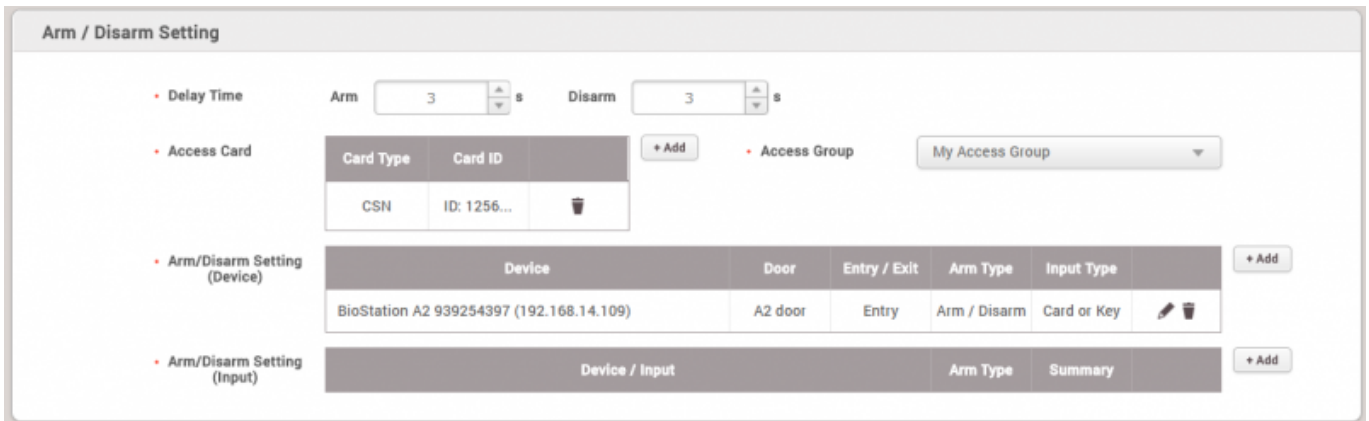 Arm / Disarm Setting
Delay Time Arm 3 s Disarm 3 s
Access Card Card Type Card ID + Add Access Group My Access Group
CSN ID: 1256...
Arm/Disarm Setting
(Device)
Device Door Entry / Exit Arm Type Input Type + Add
BioStation A2 939254397 (192.168.14.109) A2 door Entry Arm / Disarm Card or Key
Arm/Disarm Setting
(Input)
Device / Input Arm Type Summary + Add